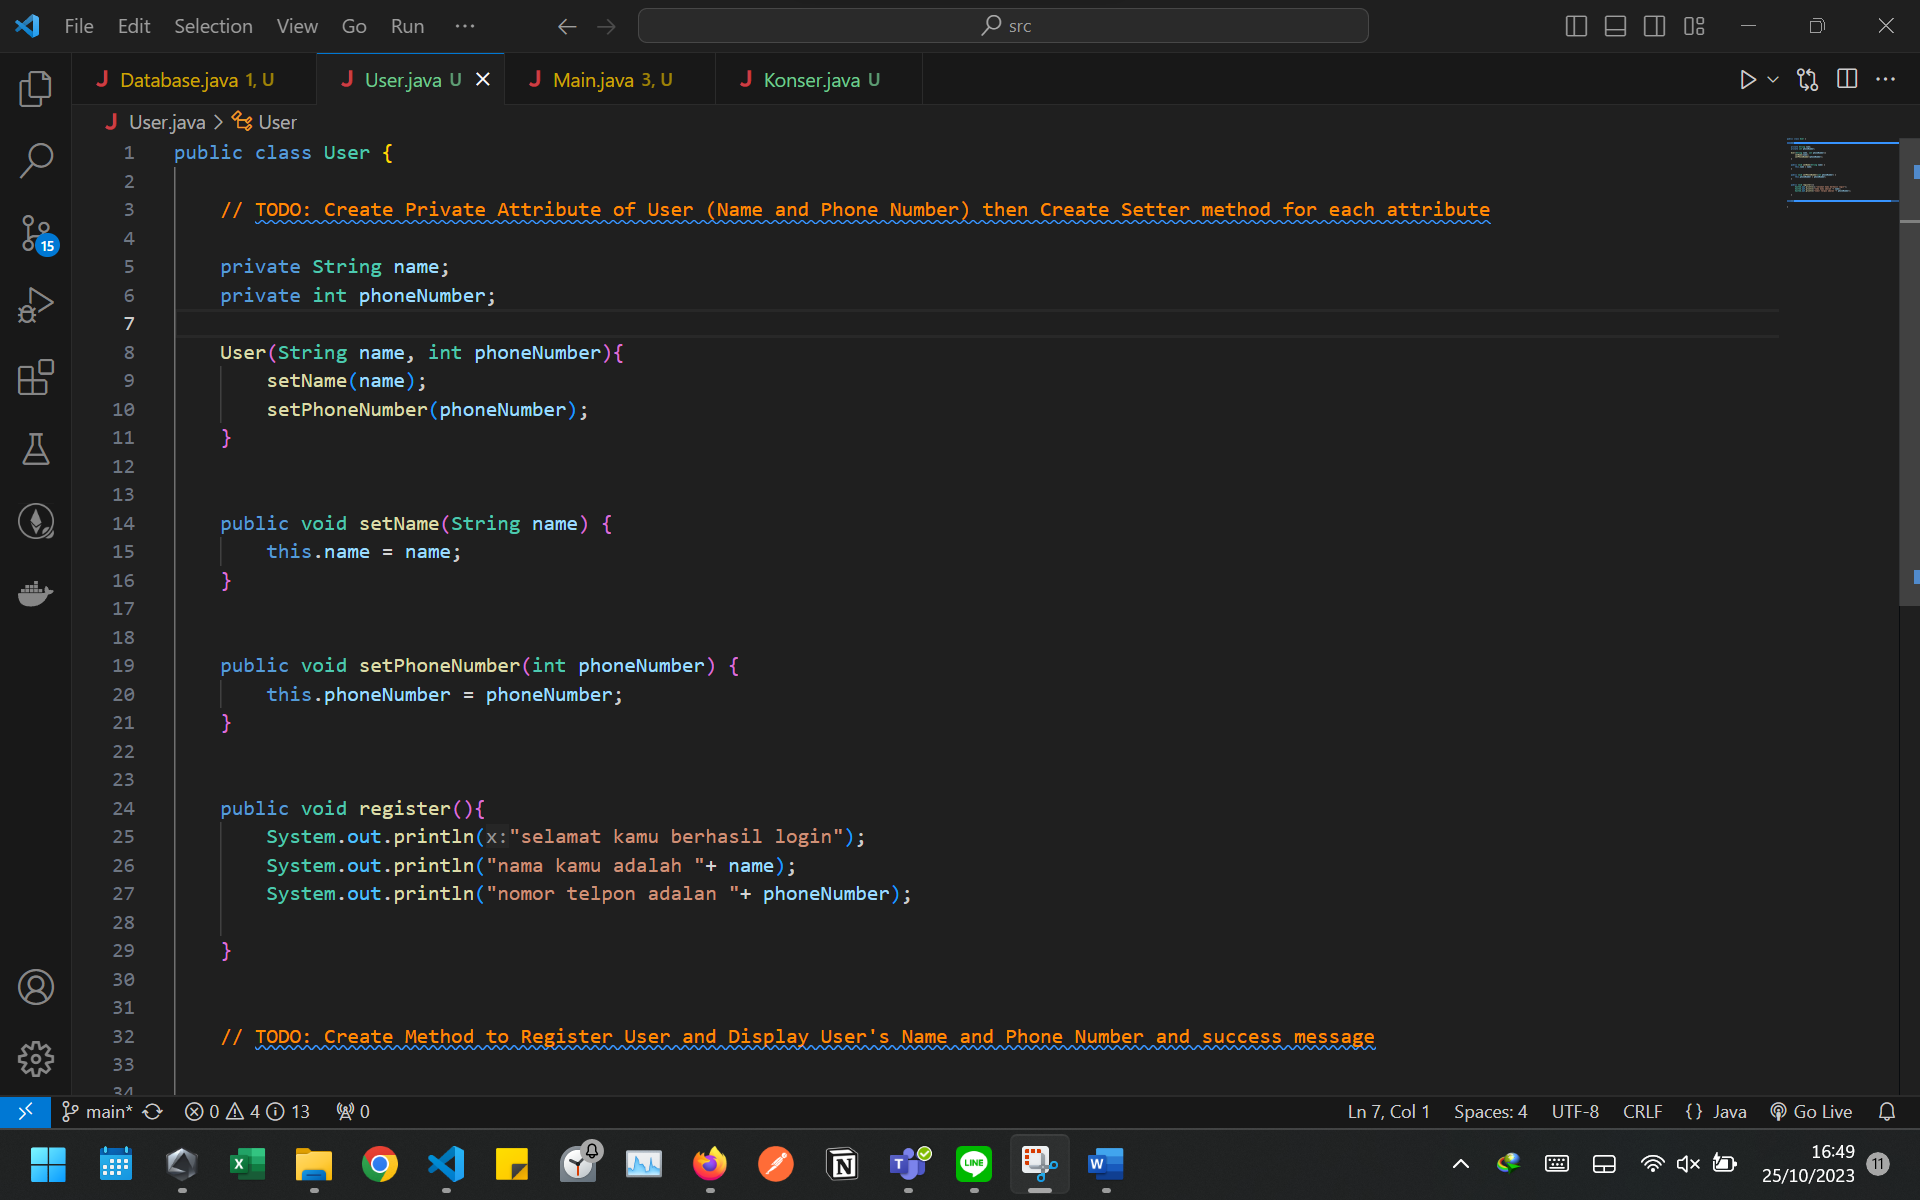 File Edit Selection View Go Run ··· src
Database.java 1, U User.java U Main.java 3, U Konser.java U
User.java > User
1 public class User {
2
3 // TODO: Create Private Attribute of User (Name and Phone Number) then Create Setter method for each attribute
4
5 private String name;
6 private int phoneNumber;
7
8 User(String name, int phoneNumber){
9 setName(name);
10 setPhoneNumber(phoneNumber);
11 }
12
13
14 public void setName(String name) {
15 this.name = name;
16 }
17
18
19 public void setPhoneNumber(int phoneNumber) {
20 this.phoneNumber = phoneNumber;
21 }
22
23
24 public void register(){
25 System.out.println(x:"selamat kamu berhasil login");
26 System.out.println("nama kamu adalah "+ name);
27 System.out.println("nomor telpon adalan "+ phoneNumber);
28
29 }
30
31
32 // TODO: Create Method to Register User and Display User's Name and Phone Number and success message
33
34
15
main* 0 4 13 0 Ln 7, Col 1 Spaces: 4 UTF-8 CRLF {} Java Go Live
16:49
25/10/2023
11
LINE